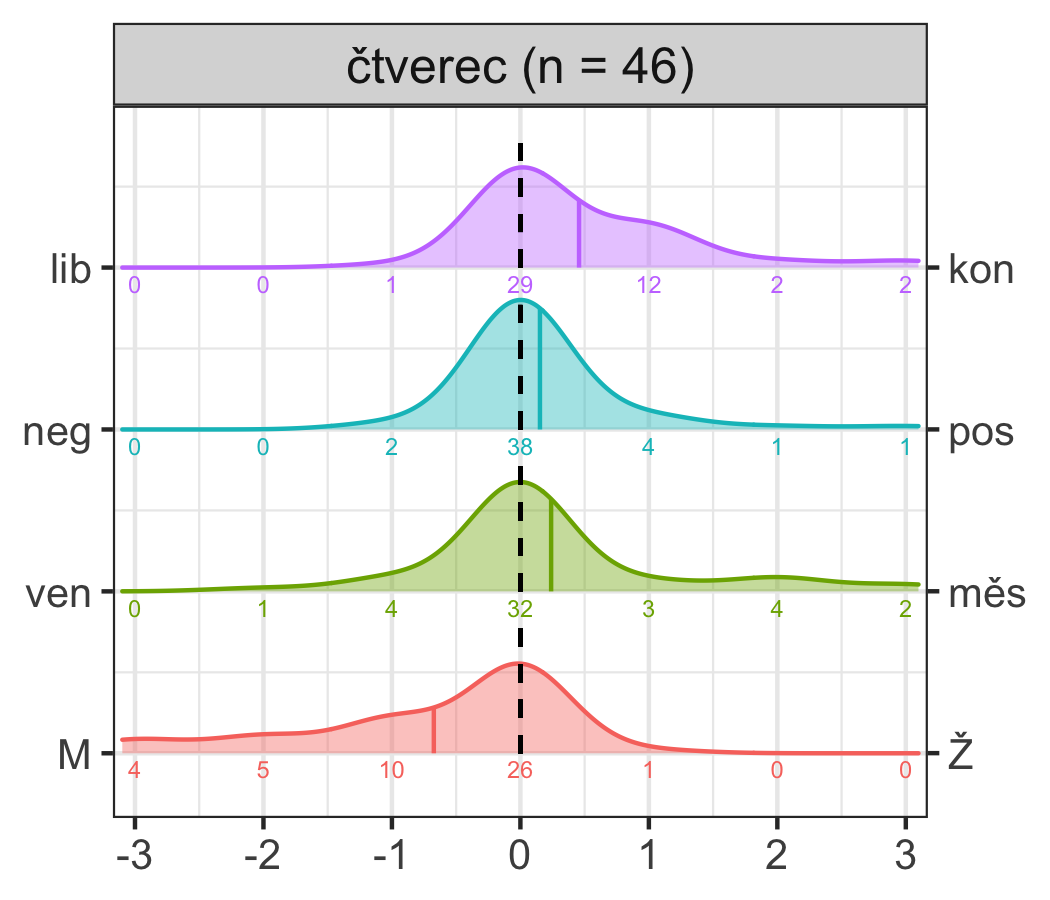 čtverec (n = 46)
lib kon
0 0 1 29 12 2 2
neg pos
0 0 2 38 4 1 1
ven měs
0 1 4 32 3 4 2
M Ž
4 5 10 26 1 0 0
-3 -2 -1 0 1 2 3